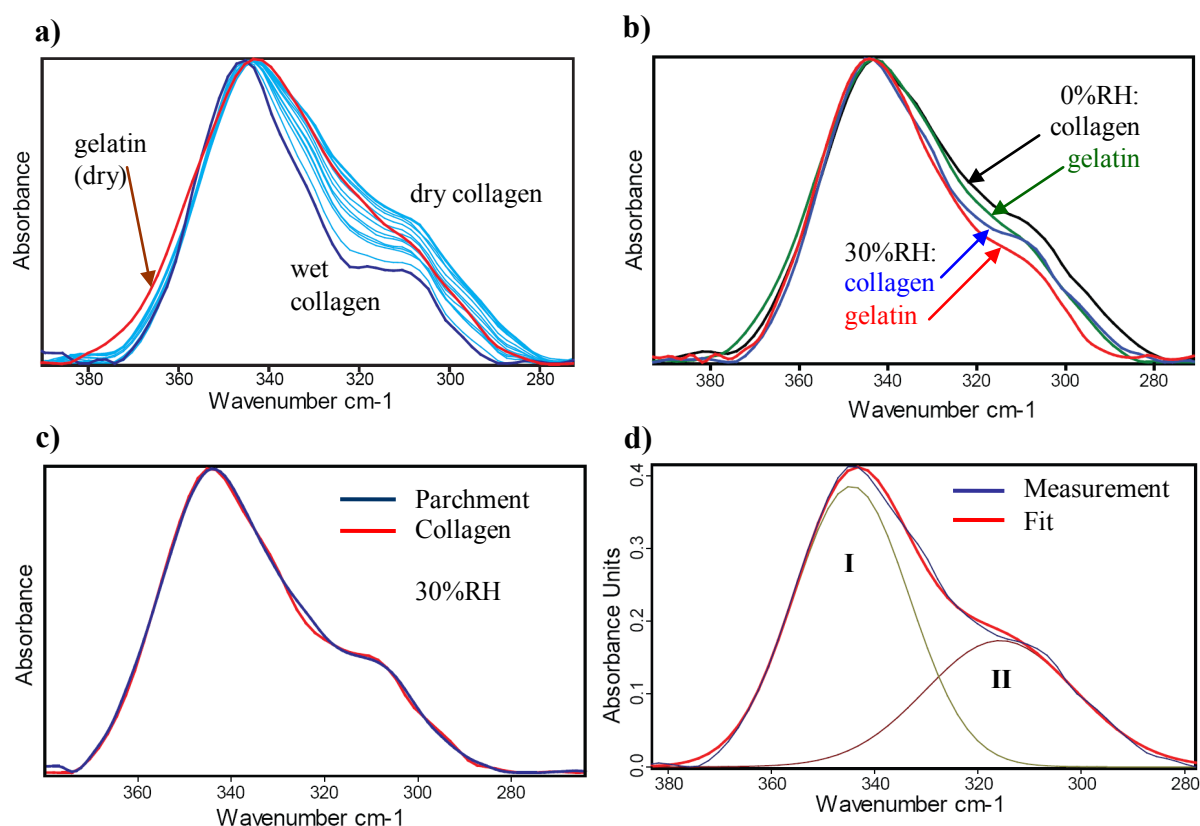 a)
Absorbance
gelatin
(dry)
dry collagen
wet
collagen
380 360 340 320 300 280
Wavenumber cm-1
b)
Absorbance
0%RH:
collagen
gelatin
30%RH:
collagen
gelatin
380 360 340 320 300 280
Wavenumber cm-1
c)
Absorbance
Parchment
Collagen
30%RH
360 340 320 300 280
Wavenumber cm-1
d)
Absorbance Units
0.4
0.3
0.2
0.1
0.0
Measurement
Fit
I
II
380 360 340 320 300 280
Wavenumber cm-1